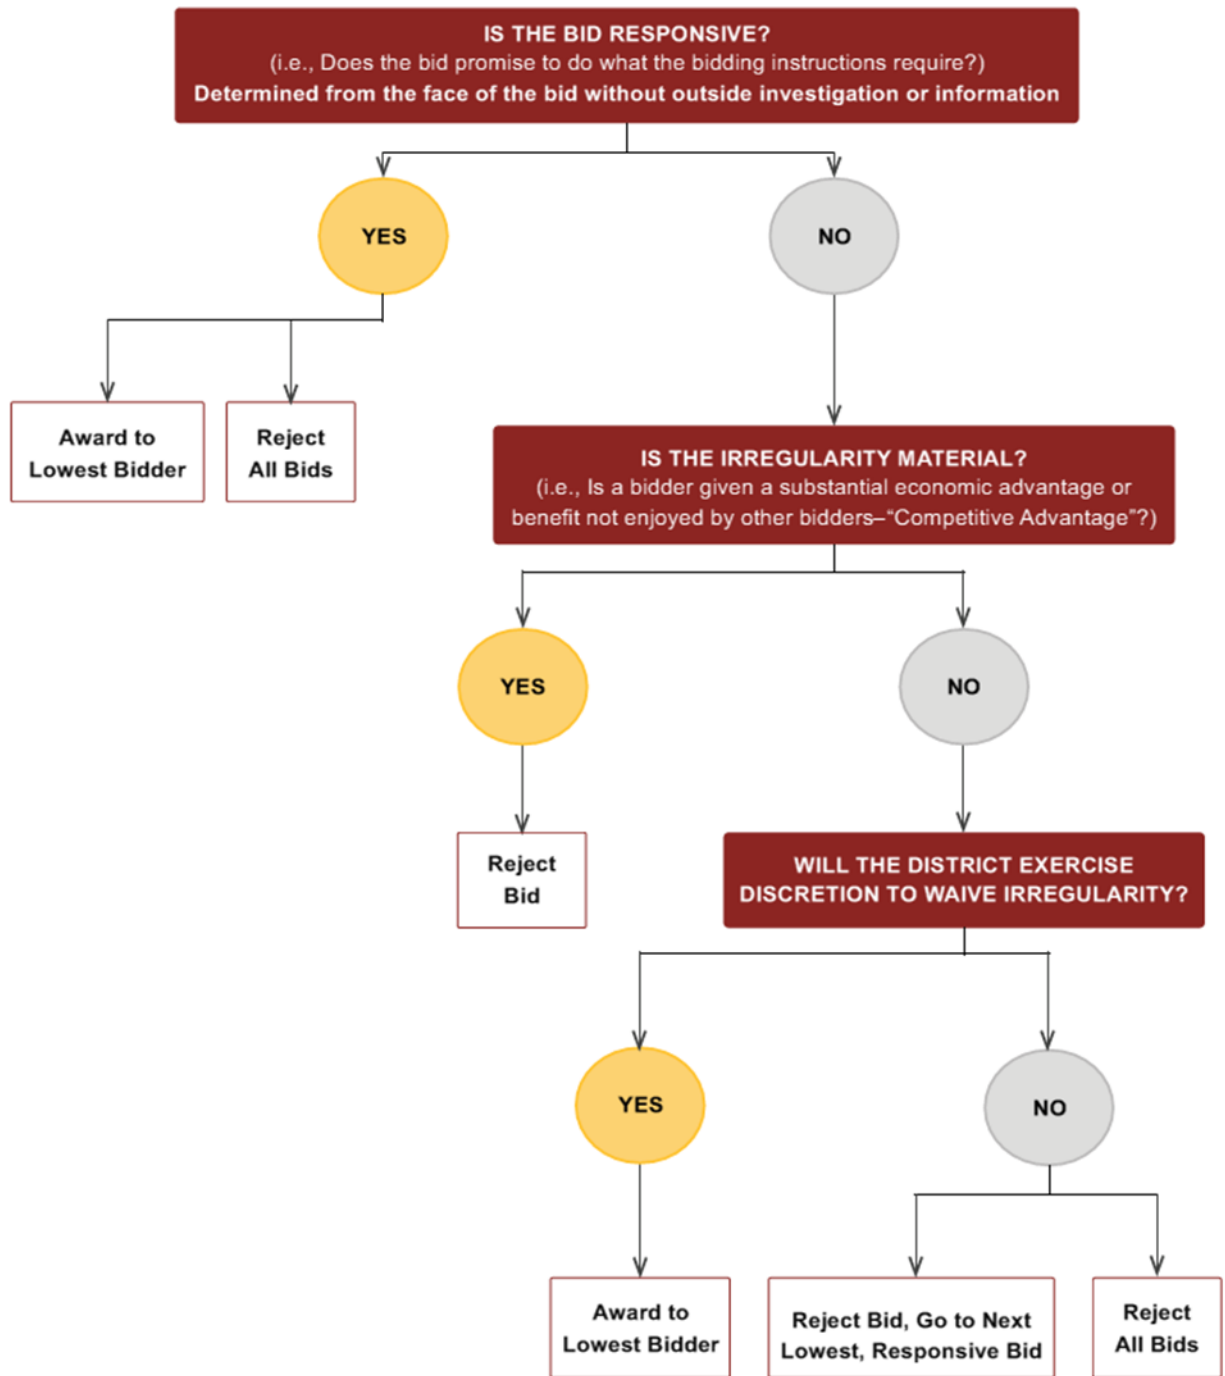 IS THE BID RESPONSIVE?
(i.e., Does the bid promise to do what the bidding instructions require?)
Determined from the face of the bid without outside investigation or information
YES
NO
Award to
Lowest Bidder
Reject
All Bids
IS THE IRREGULARITY MATERIAL?
(i.e., Is a bidder given a substantial economic advantage or
benefit not enjoyed by other bidders–“Competitive Advantage”?)
YES
NO
Reject
Bid
WILL THE DISTRICT EXERCISE
DISCRETION TO WAIVE IRREGULARITY?
YES
NO
Award to
Lowest Bidder
Reject Bid, Go to Next
Lowest, Responsive Bid
Reject
All Bids